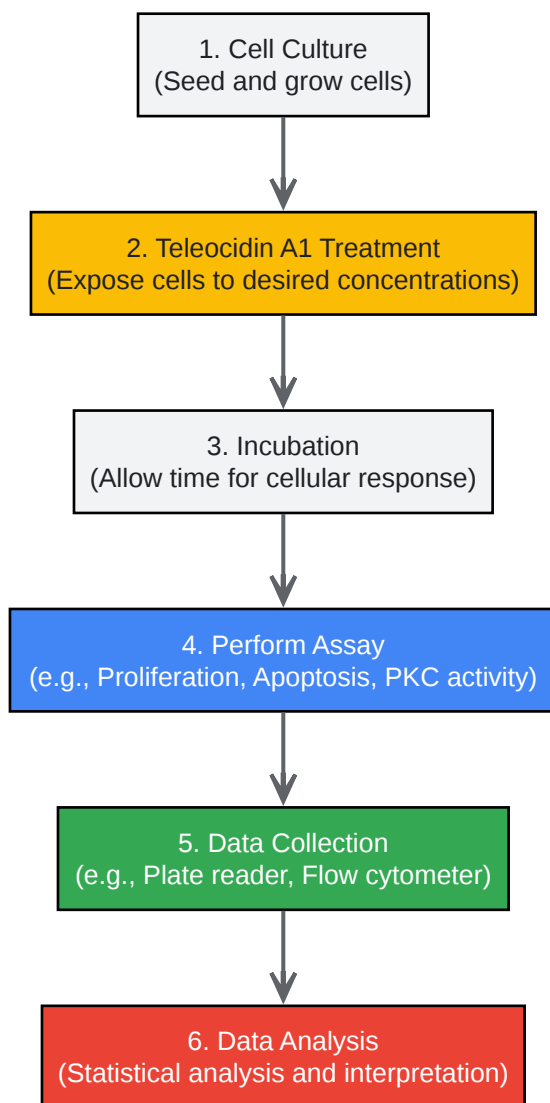 1. Cell Culture
(Seed and grow cells)
2. Teleocidin A1 Treatment
(Expose cells to desired concentrations)
3. Incubation
(Allow time for cellular response)
4. Perform Assay
(e.g., Proliferation, Apoptosis, PKC activity)
5. Data Collection
(e.g., Plate reader, Flow cytometer)
6. Data Analysis
(Statistical analysis and interpretation)